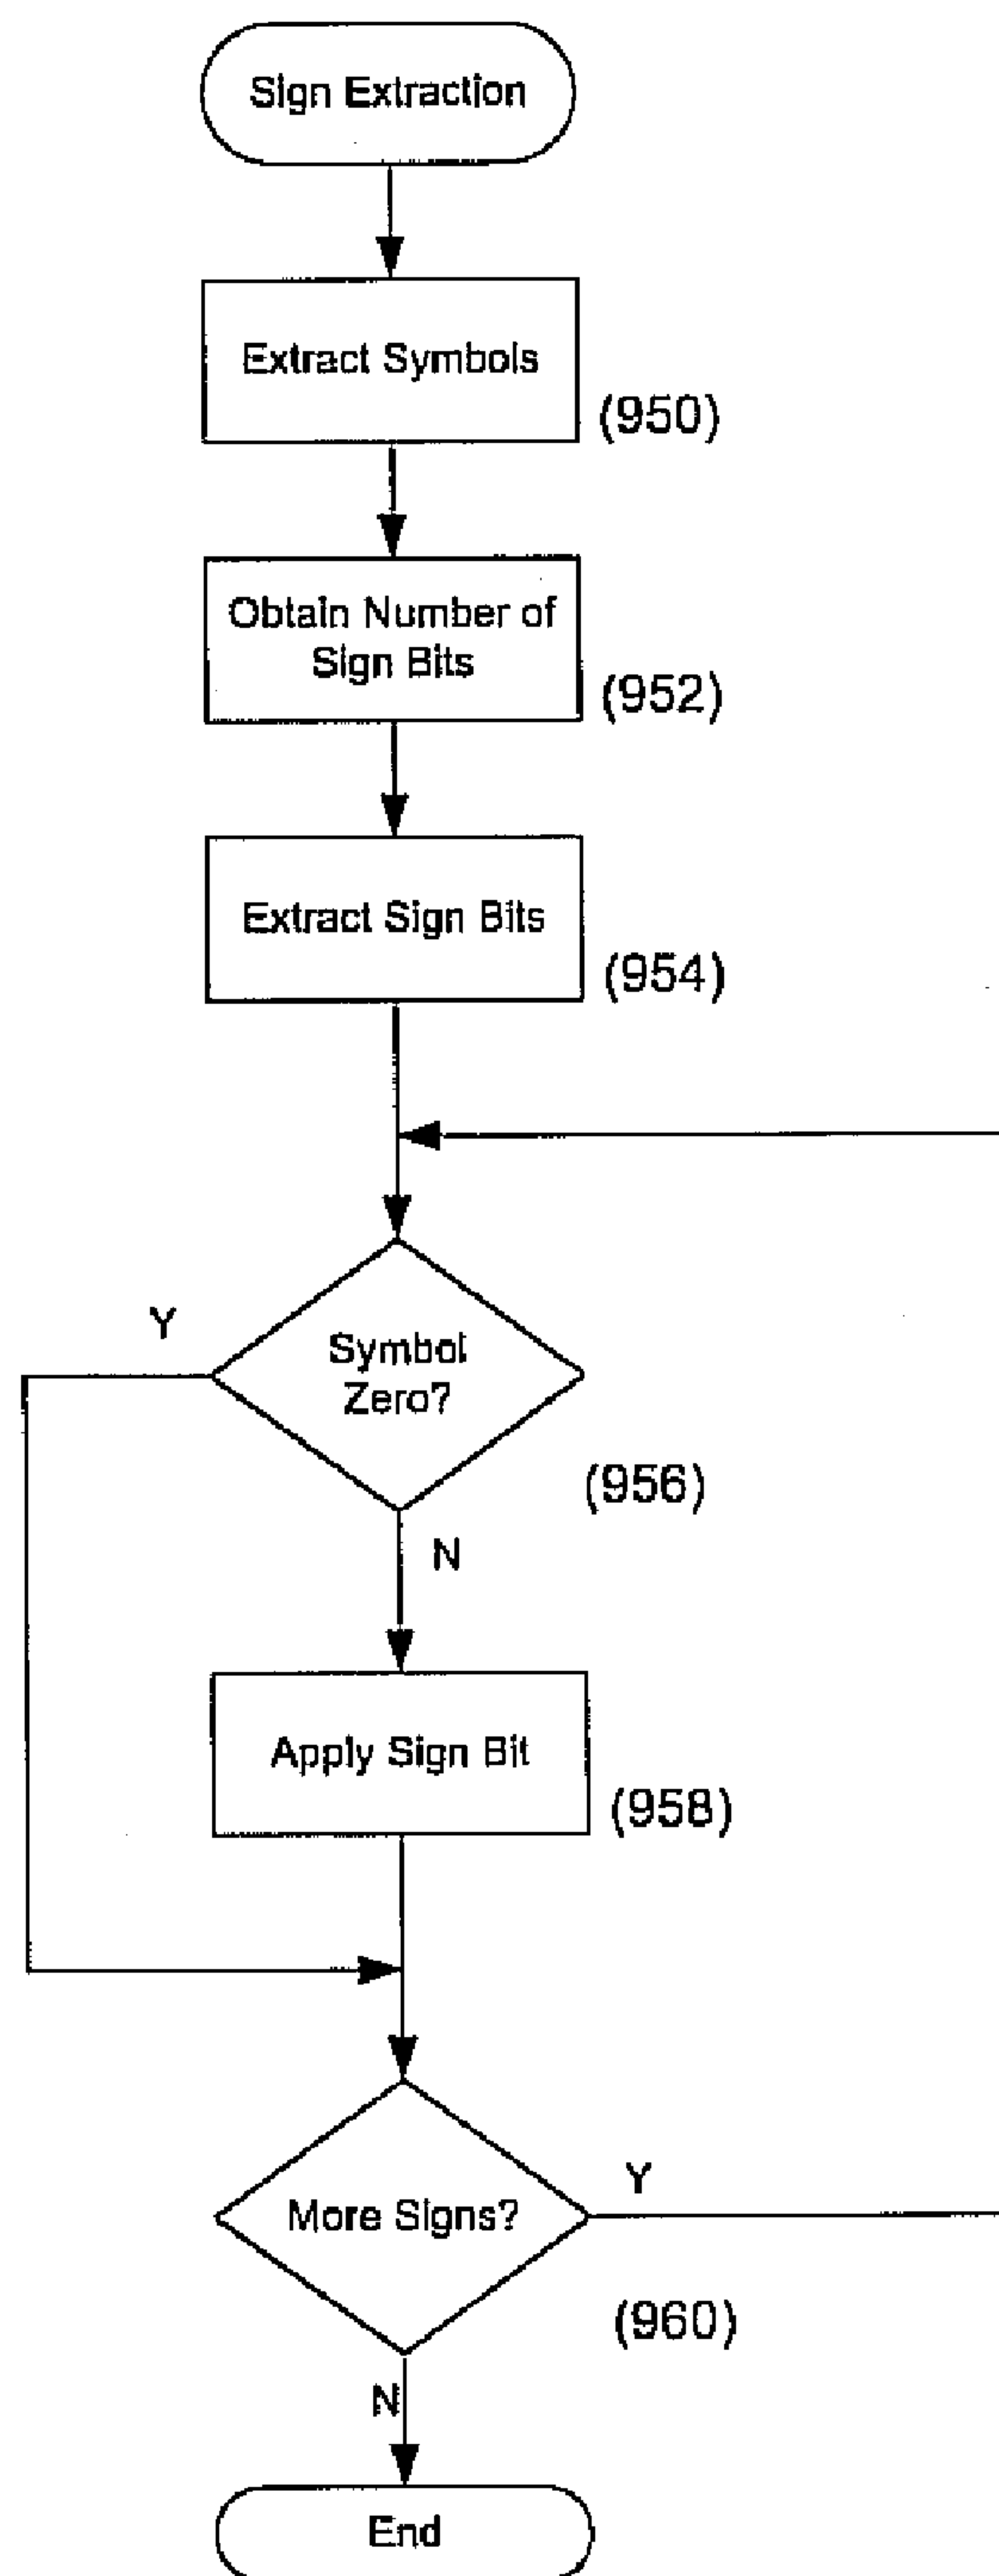 Sign Extraction
Extract Symbols
(950)
Obtain Number of
Sign Bits
(952)
Extract Sign Bits
(954)
Y
Symbol
Zero?
(956)
N
Apply Sign Bit
(958)
Y
More Signs?
(960)
N
End